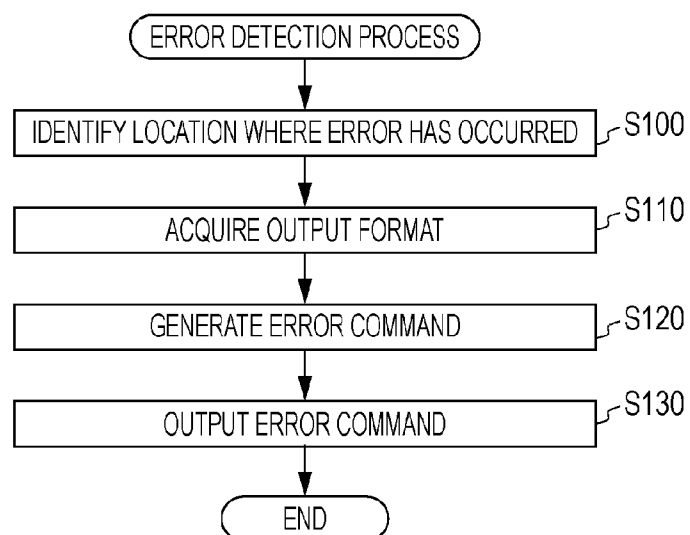 ERROR DETECTION PROCESS
IDENTIFY LOCATION WHERE ERROR HAS OCCURRED
S100
ACQUIRE OUTPUT FORMAT
S110
GENERATE ERROR COMMAND
S120
OUTPUT ERROR COMMAND
S130
END